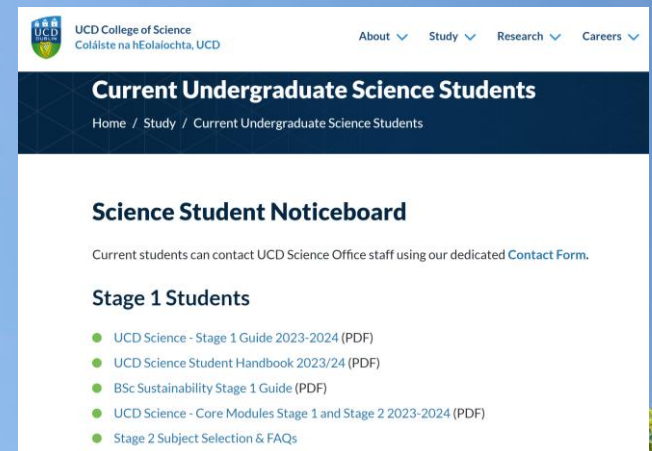 UCD
DUBLIN
UCD College of Science
Coláiste na hEolaíochta, UCD
About Study Research Careers
Current Undergraduate Science Students
Home / Study / Current Undergraduate Science Students
Science Student Noticeboard
Current students can contact UCD Science Office staff using our dedicated Contact Form.
Stage 1 Students
UCD Science - Stage 1 Guide 2023-2024 (PDF)
UCD Science Student Handbook 2023/24 (PDF)
BSc Sustainability Stage 1 Guide (PDF)
UCD Science - Core Modules Stage 1 and Stage 2 2023-2024 (PDF)
Stage 2 Subject Selection & FAQs